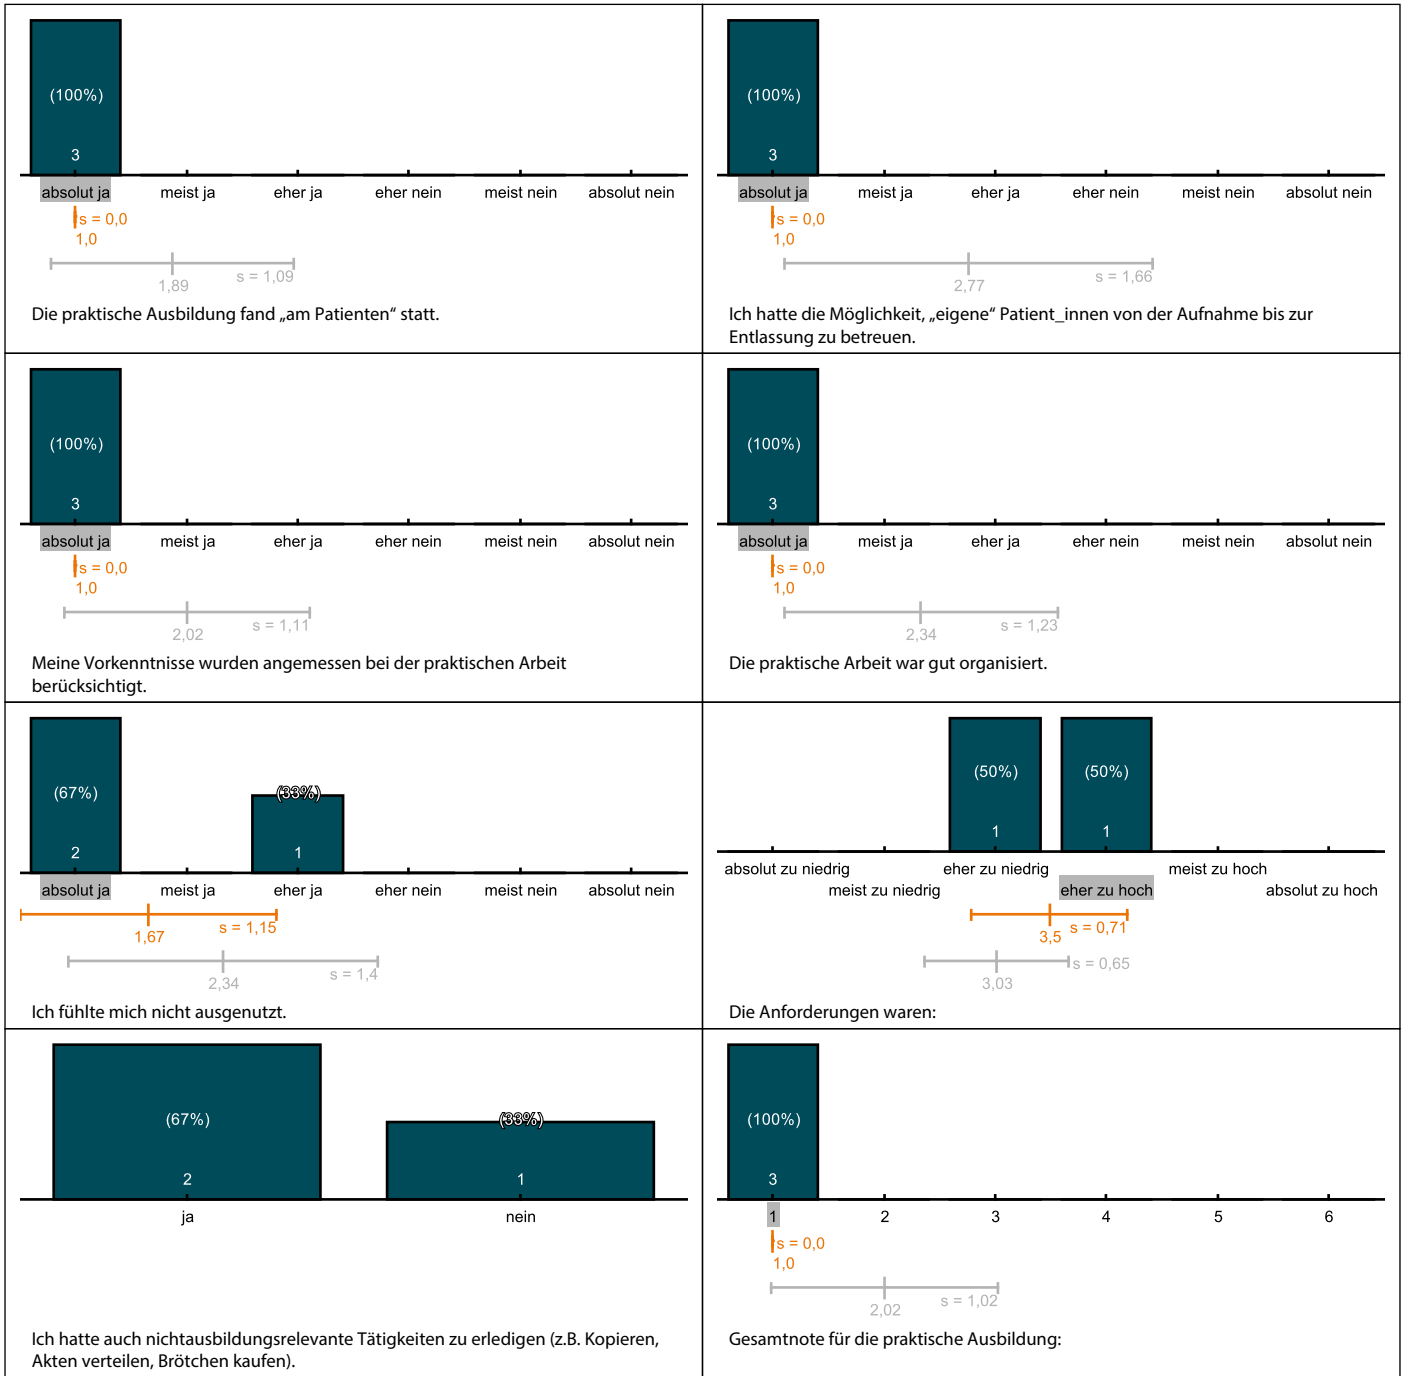 (100%)
3
absolut ja meist ja eher ja eher nein meist nein absolut nein
s = 0,0
1,0
s = 1,09
1,89
Die praktische Ausbildung fand „am Patienten“ statt.
(100%)
3
absolut ja meist ja eher ja eher nein meist nein absolut nein
s = 0,0
1,0
s = 1,66
2,77
Ich hatte die Möglichkeit, „eigene“ Patient_innen von der Aufnahme bis zur
Entlassung zu betreuen.
(100%)
3
absolut ja meist ja eher ja eher nein meist nein absolut nein
s = 0,0
1,0
s = 1,11
2,02
Meine Vorkenntnisse wurden angemessen bei der praktischen Arbeit
berücksichtigt.
(100%)
3
absolut ja meist ja eher ja eher nein meist nein absolut nein
s = 0,0
1,0
s = 1,23
2,34
Die praktische Arbeit war gut organisiert.
(67%) (33%)
2 1
absolut ja meist ja eher ja eher nein meist nein absolut nein
s = 1,15
1,67
s = 1,4
2,34
Ich fühlte mich nicht ausgenutzt.
(50%) (50%)
1 1
absolut zu niedrig eher zu niedrig meist zu hoch
meist zu niedrig eher zu hoch absolut zu hoch
s = 0,71
3,5
s = 0,65
3,03
Die Anforderungen waren:
(67%) (33%)
2 1
ja nein
Ich hatte auch nichtausbildungsrelevante Tätigkeiten zu erledigen (z.B. Kopieren,
Akten verteilen, Brötchen kaufen).
(100%)
3
1 2 3 4 5 6
s = 0,0
1,0
s = 1,02
2,02
Gesamtnote für die praktische Ausbildung: